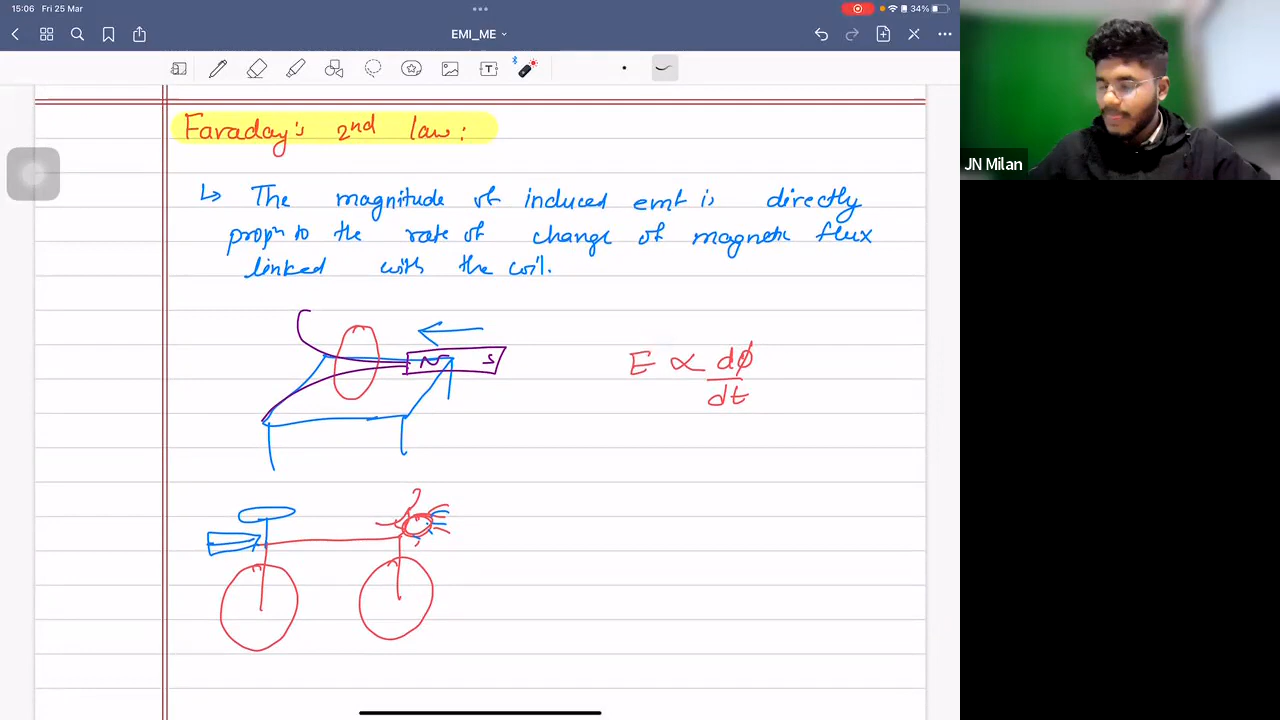 15:06 Fri 25 Mar
34%
EMI_ME
JN Milan
Faraday's 2nd law:
↳ The magnitude of induced emf is directly
propn to the rate of change of magnetic flux
linked with the coil.
N S
E ∝ dϕ
dt